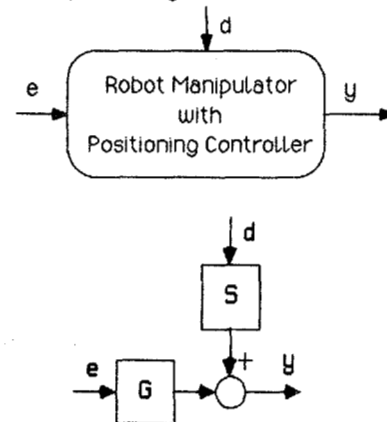 d
e
Robot Manipulator
with
Positioning Controller
y
d
S
+
e
G
y